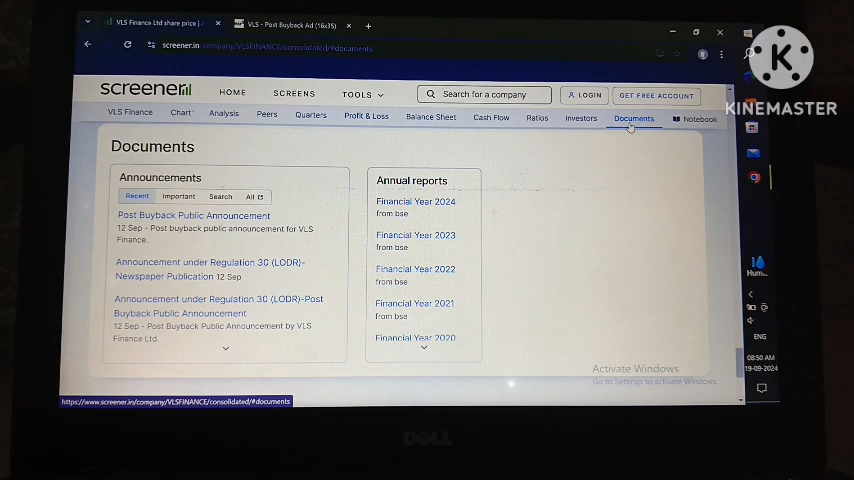 VLS Finance Ltd share price |
VLS - Post Buyback Ad (16x35)
screener.in/company/VLSFINANCE/consolidated/#documents
KINEMASTER
screener
HOME
SCREENS
TOOLS
Search for a company
LOGIN
GET FREE ACCOUNT
VLS Finance
Chart
Analysis
Peers
Quarters
Profit & Loss
Balance Sheet
Cash Flow
Ratios
Investors
Documents
Notebook
Documents
Announcements
Recent
Important
Search
All
Post Buyback Public Announcement
12 Sep - Post buyback public announcement for VLS
Finance.
Announcement under Regulation 30 (LODR)-
Newspaper Publication 12 Sep
Announcement under Regulation 30 (LODR)-Post
Buyback Public Announcement
12 Sep - Post Buyback Public Announcement by VLS
Finance Ltd.
Annual reports
Financial Year 2024
from bse
Financial Year 2023
from bse
Financial Year 2022
from bse
Financial Year 2021
from bse
Financial Year 2020
Hum...
ENG
08:50 AM
19-09-2024
Activate Windows
Go to Settings to activate Windows.
https://www.screener.in/company/VLSFINANCE/consolidated/#documents
DELL